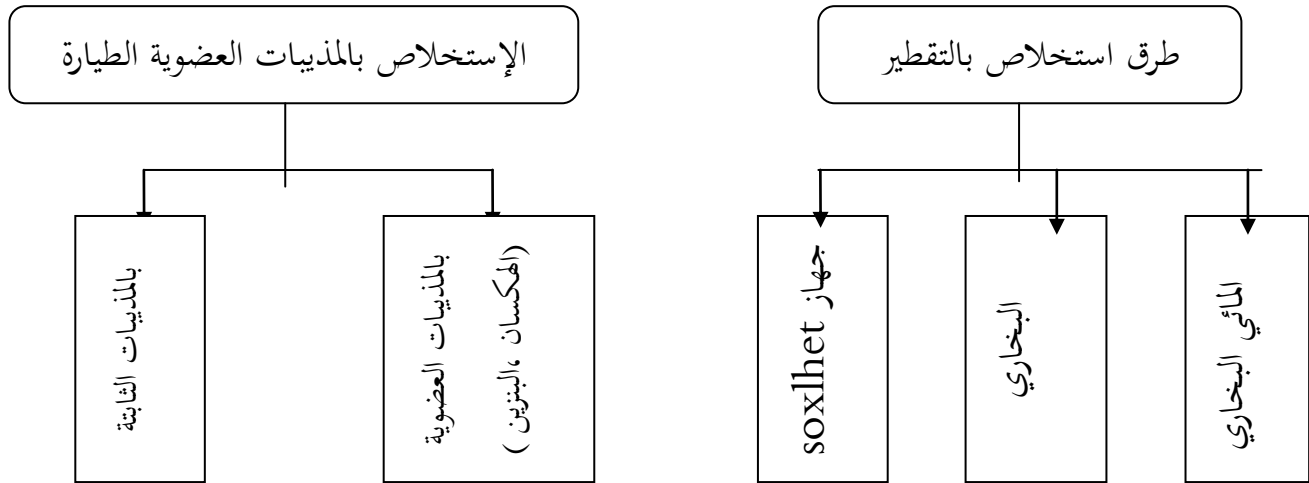 طرق استخلاص بالتقطير
الإستخلاص بالمذيبات العضوية الطيارة
المائي البخاري
البخاري
جهاز soxlhet
بالمذيبات العضوية
(الهكسان ،البنزين )
بالمذيبات الثابتة